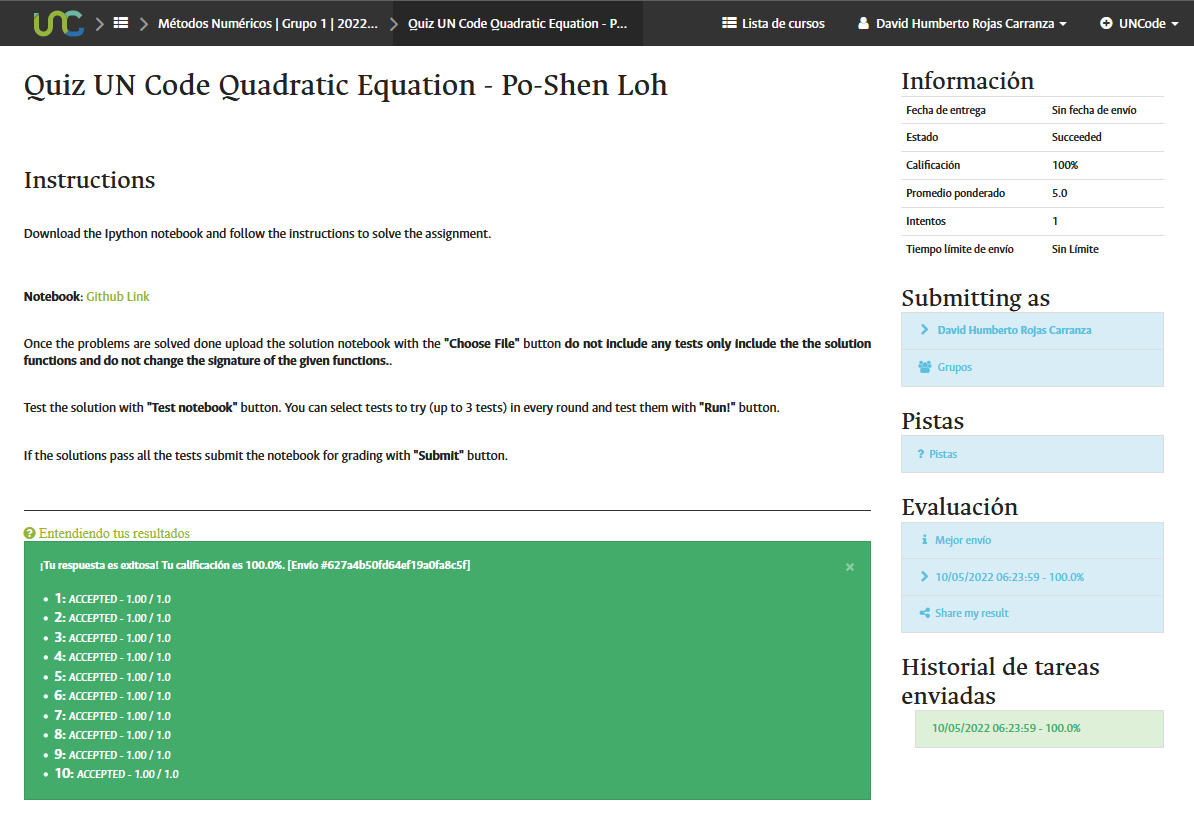 UNC
Métodos Numéricos | Grupo 1 | 2022...
Quiz UN Code Quadratic Equation - P...
Lista de cursos
David Humberto Rojas Carranza
UNCode
Quiz UN Code Quadratic Equation - Po-Shen Loh
Instructions
Download the Ipython notebook and follow the instructions to solve the assignment.
Notebook: Github Link
Once the problems are solved done upload the solution notebook with the "Choose File" button do not include any tests only include the the solution
functions and do not change the signature of the given functions..
Test the solution with "Test notebook" button. You can select tests to try (up to 3 tests) in every round and test them with "Run!" button.
If the solutions pass all the tests submit the notebook for grading with "Submit" button.
Entendiendo tus resultados
¡Tu respuesta es exitosa! Tu calificación es 100.0%. [Envío #627a4b50fd64ef19a0fa8c5f]
×
• 1: ACCEPTED - 1.00 / 1.0
• 2: ACCEPTED - 1.00 / 1.0
• 3: ACCEPTED - 1.00 / 1.0
• 4: ACCEPTED - 1.00 / 1.0
• 5: ACCEPTED - 1.00 / 1.0
• 6: ACCEPTED - 1.00 / 1.0
• 7: ACCEPTED - 1.00 / 1.0
• 8: ACCEPTED - 1.00 / 1.0
• 9: ACCEPTED - 1.00 / 1.0
• 10: ACCEPTED - 1.00 / 1.0
Información
Fecha de entrega Sin fecha de envío
Estado Succeeded
Calificación 100%
Promedio ponderado 5.0
Intentos 1
Tiempo límite de envío Sin Límite
Submitting as
David Humberto Rojas Carranza
Grupos
Pistas
? Pistas
Evaluación
Mejor envío
10/05/2022 06:23:59 - 100.0%
Share my result
Historial de tareas
enviadas
10/05/2022 06:23:59 - 100.0%